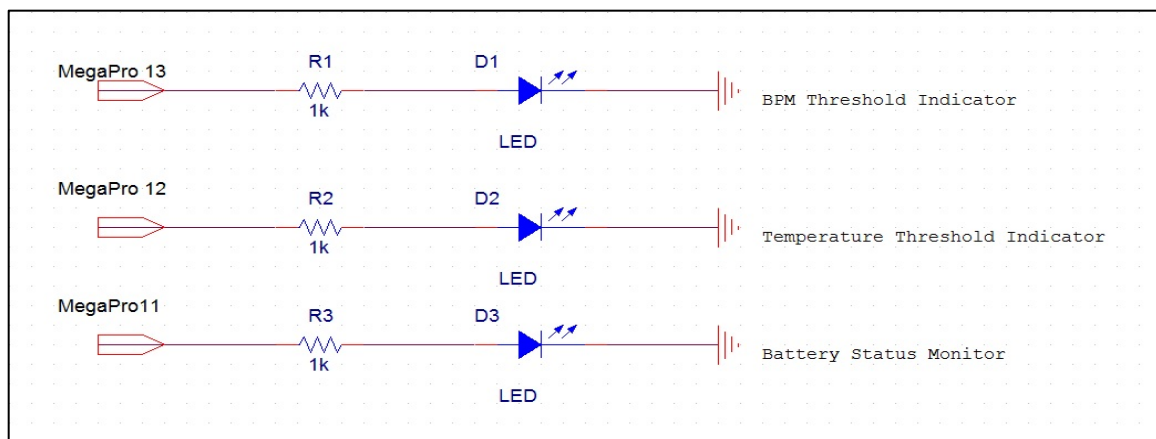 MegaPro 13
R1
1k
D1
LED
BPM Threshold Indicator
MegaPro 12
R2
1k
D2
LED
Temperature Threshold Indicator
MegaPro11
R3
1k
D3
LED
Battery Status Monitor